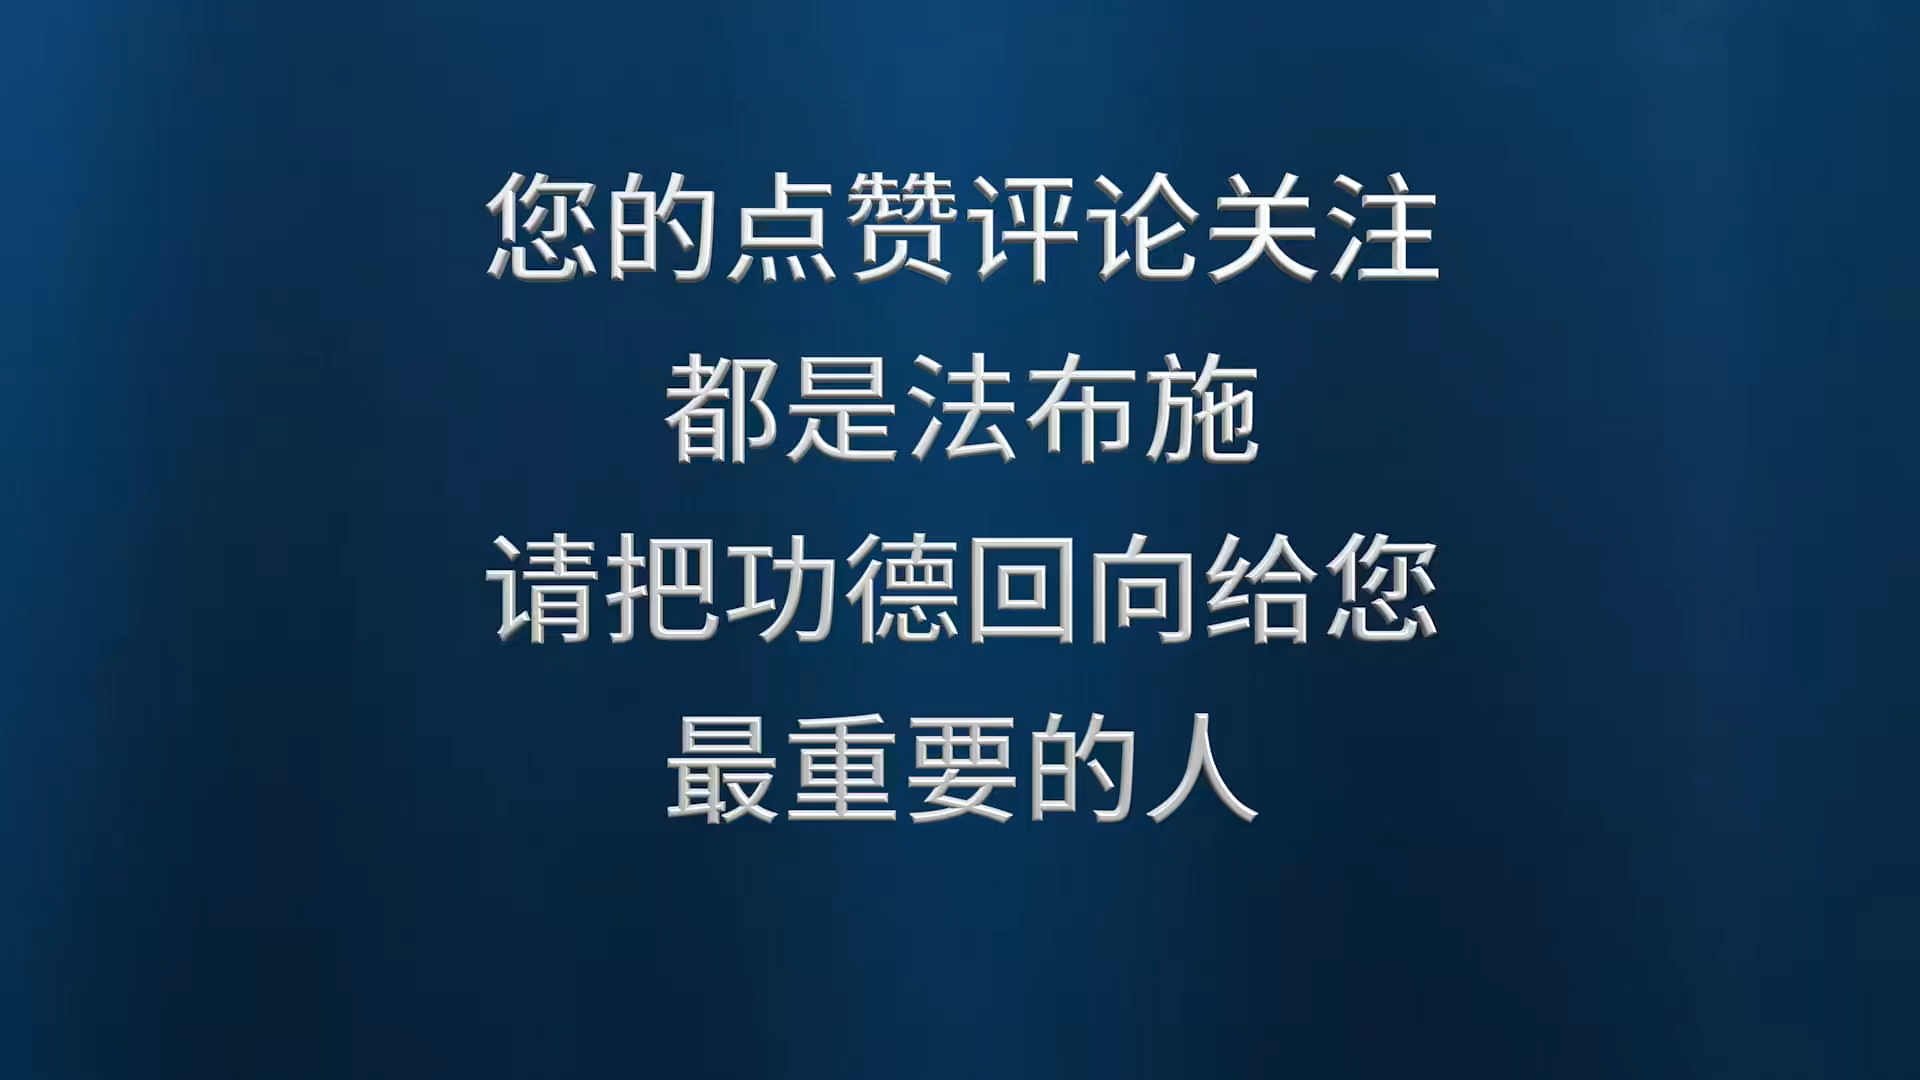 您的点赞评论关注
都是法布施
请把功德回向给您
最重要的人